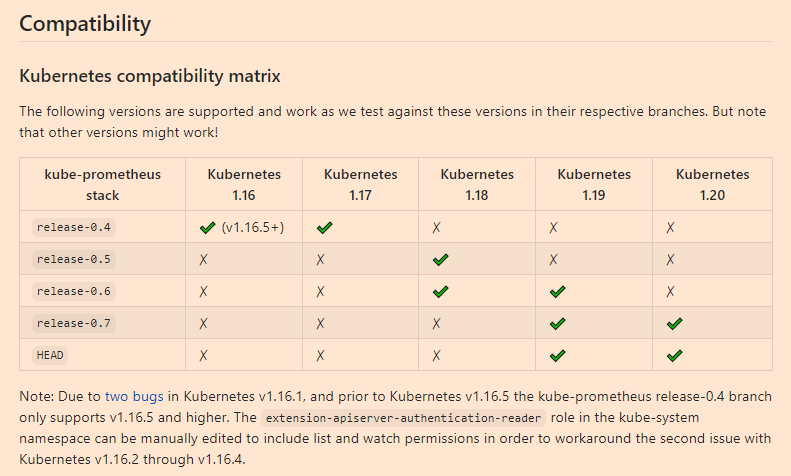 Compatibility
Kubernetes compatibility matrix
The following versions are supported and work as we test against these versions in their respective branches. But note
that other versions might work!
kube-prometheus stack Kubernetes 1.16 Kubernetes 1.17 Kubernetes 1.18 Kubernetes 1.19 Kubernetes 1.20
release-0.4 ✔ (v1.16.5+) ✔ ✗ ✗ ✗
release-0.5 ✗ ✗ ✔ ✗ ✗
release-0.6 ✗ ✗ ✔ ✔ ✗
release-0.7 ✗ ✗ ✗ ✔ ✔
HEAD ✗ ✗ ✗ ✔ ✔
Note: Due to two bugs in Kubernetes v1.16.1, and prior to Kubernetes v1.16.5 the kube-prometheus release-0.4 branch
only supports v1.16.5 and higher. The extension-apiserver-authentication-reader role in the kube-system
namespace can be manually edited to include list and watch permissions in order to workaround the second issue with
Kubernetes v1.16.2 through v1.16.4.